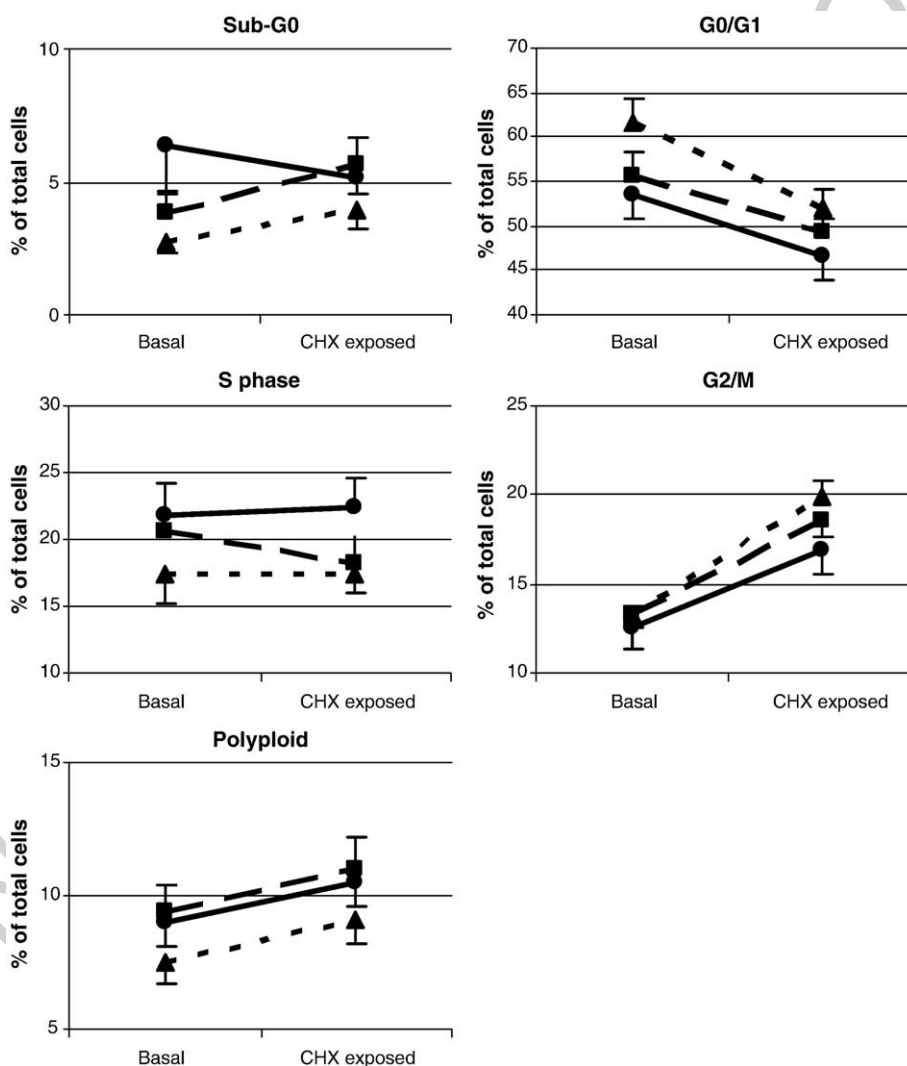 Sub-G0
10
5
0
% of total cells
Basal
CHX exposed
G0/G1
70
65
60
55
50
45
40
% of total cells
Basal
CHX exposed
S phase
30
25
20
15
10
% of total cells
Basal
CHX exposed
G2/M
25
20
15
10
% of total cells
Basal
CHX exposed
Polyploid
15
10
5
% of total cells
Basal
CHX exposed